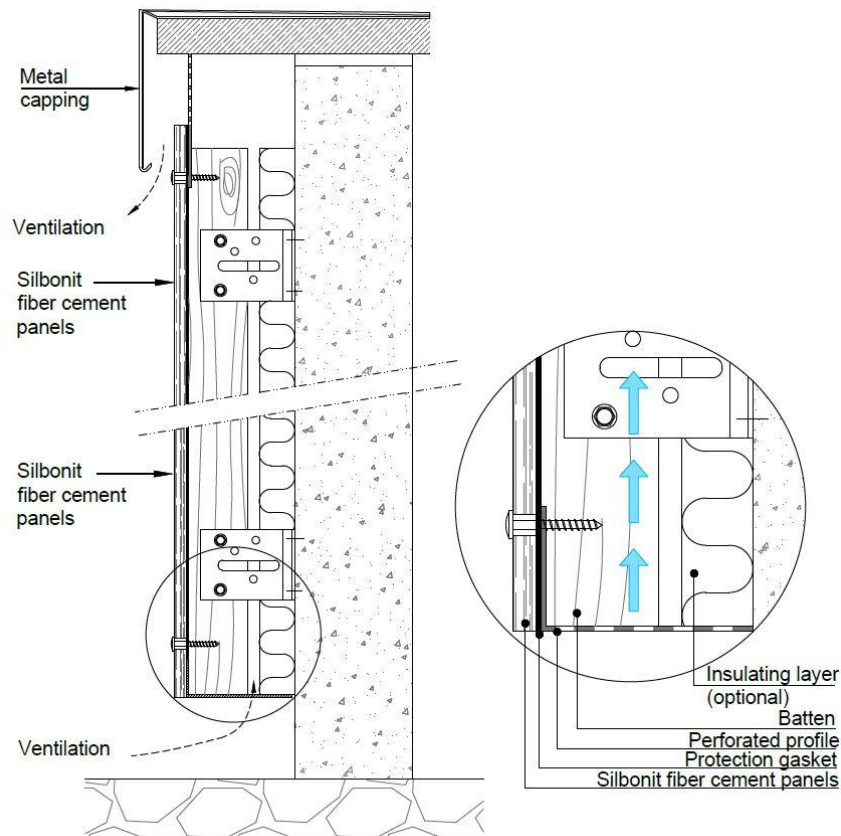 Metal
capping
Ventilation
Silbonit
fiber cement
panels
Silbonit
fiber cement
panels
Ventilation
Insulating layer
(optional)
Batten
Perforated profile
Protection gasket
Silbonit fiber cement panels